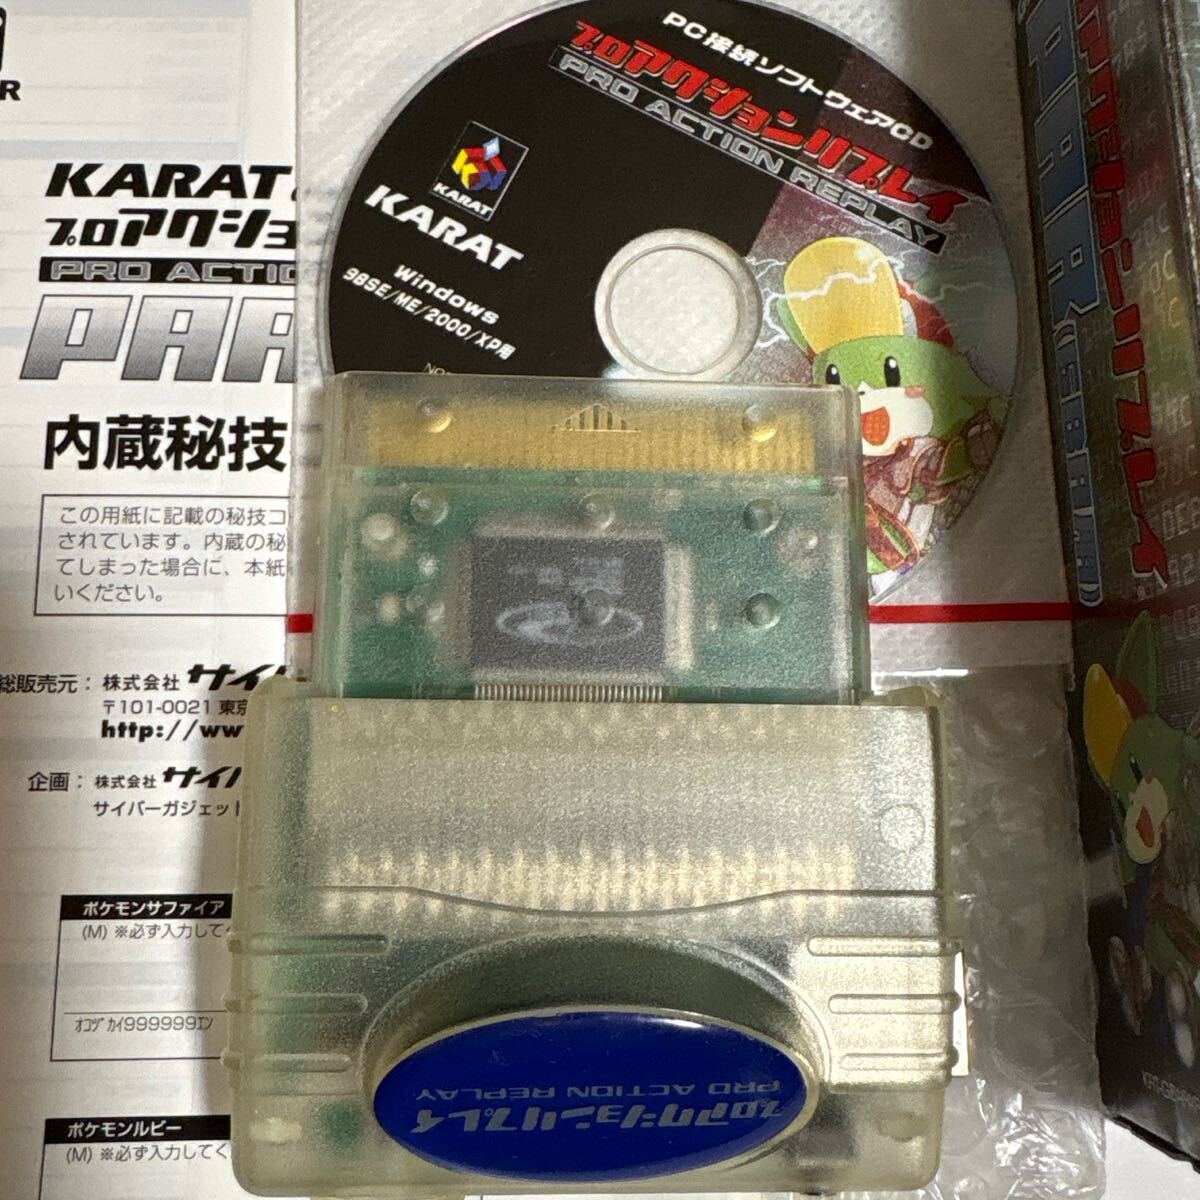 R
KARAT
プロアクショ
PRO ACTIO
PAR
内蔵秘技
この用紙に記載の秘技コ
されています。内蔵の秘
てしまった場合に、本紙
いください。
総販売元：株式会社 サイ
〒101-0021 東京
http://ww
企画：株式会社 サイバ
サイバーガジェット
ポケモンサファイア
(M) ※必ず入力してく
ｵｺﾂﾞｶｲ999999ｴﾝ
ポケモンルビー
(M) ※必ず入力してく
PC接続ソフトウェアCD
プロアクションリプレイ
PRO ACTION REPLAY
KARAT
KARAT
Windows
98SE/ME/2000/XP用
プロアクションリプレイ
PRO ACTION REPLAY
アクションリプレイ